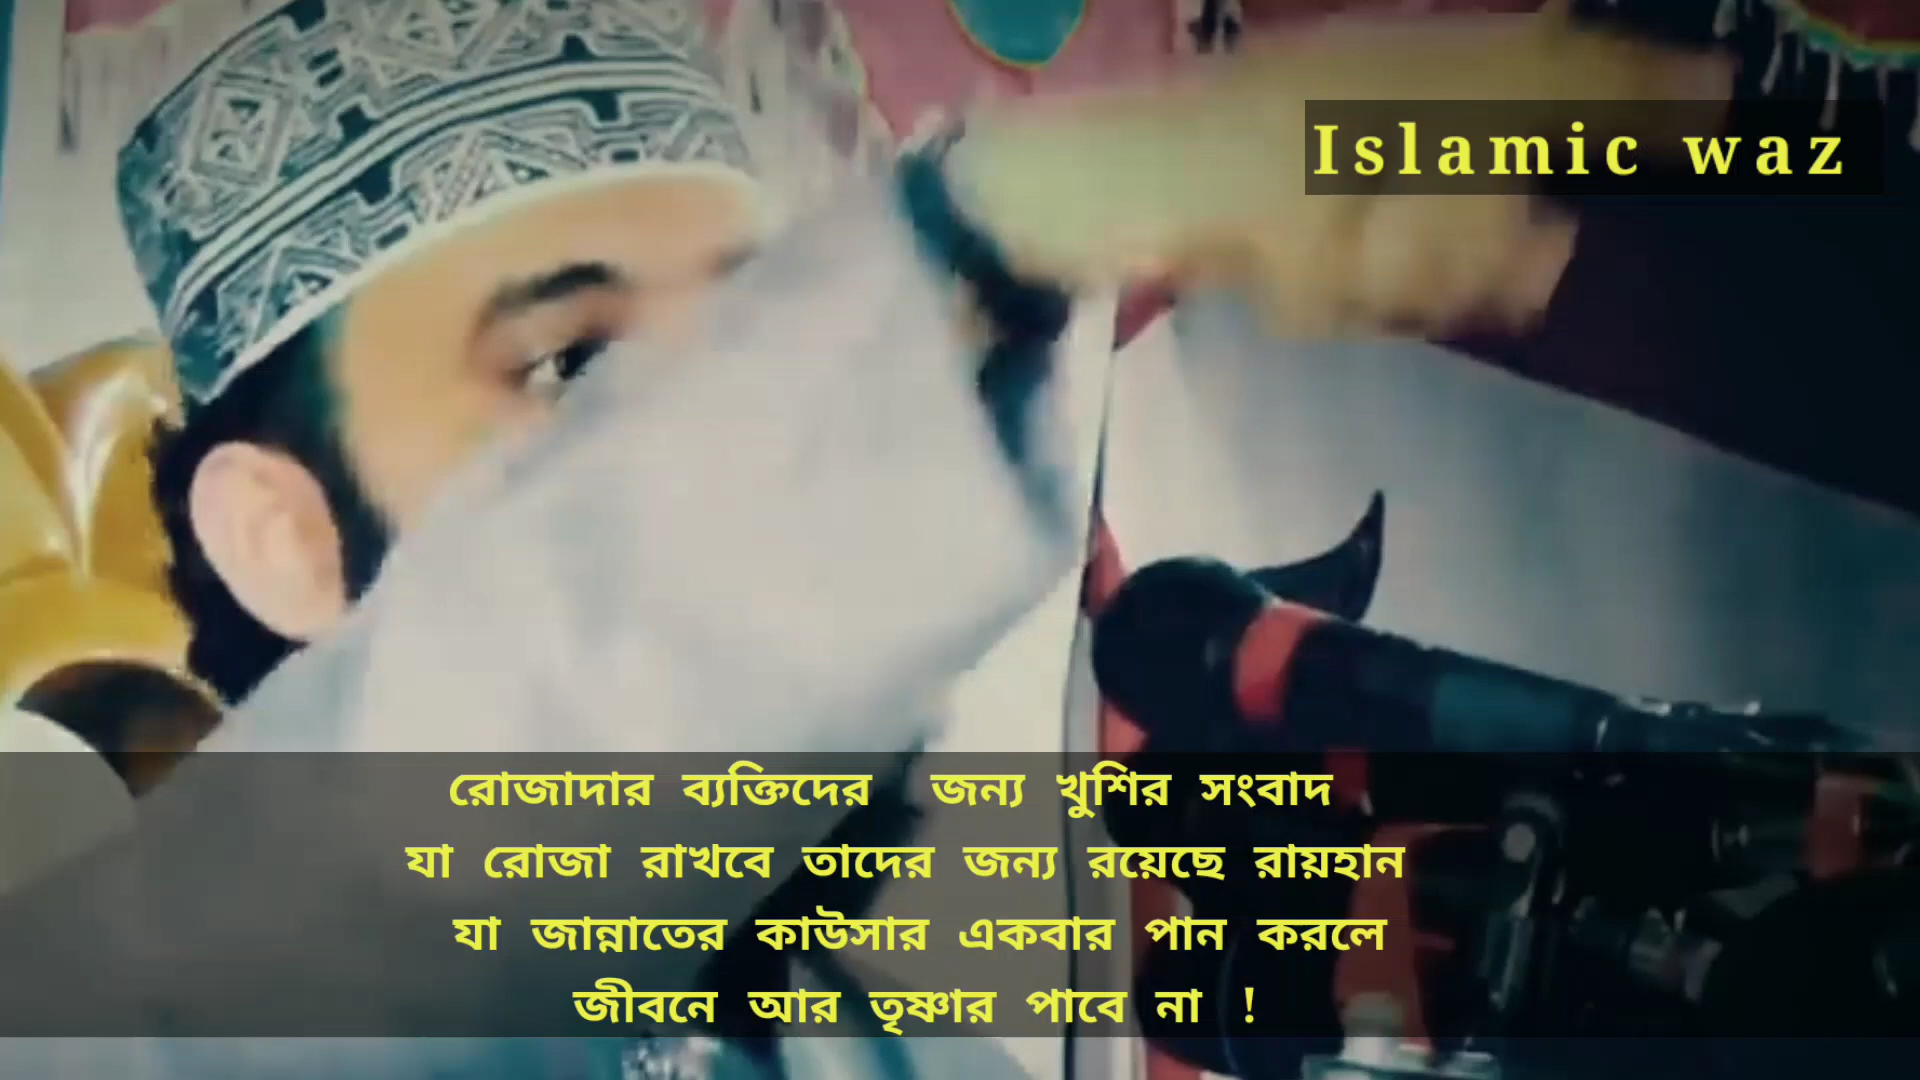 Islamic waz
রোজাদার ব্যক্তিদের জন্য খুশির সংবাদ
যা রোজা রাখবে তাদের জন্য রয়েছে রায়হান
যা জান্নাতের কাউসার একবার পান করলে
জীবনে আর তৃষ্ণার পাবে না !